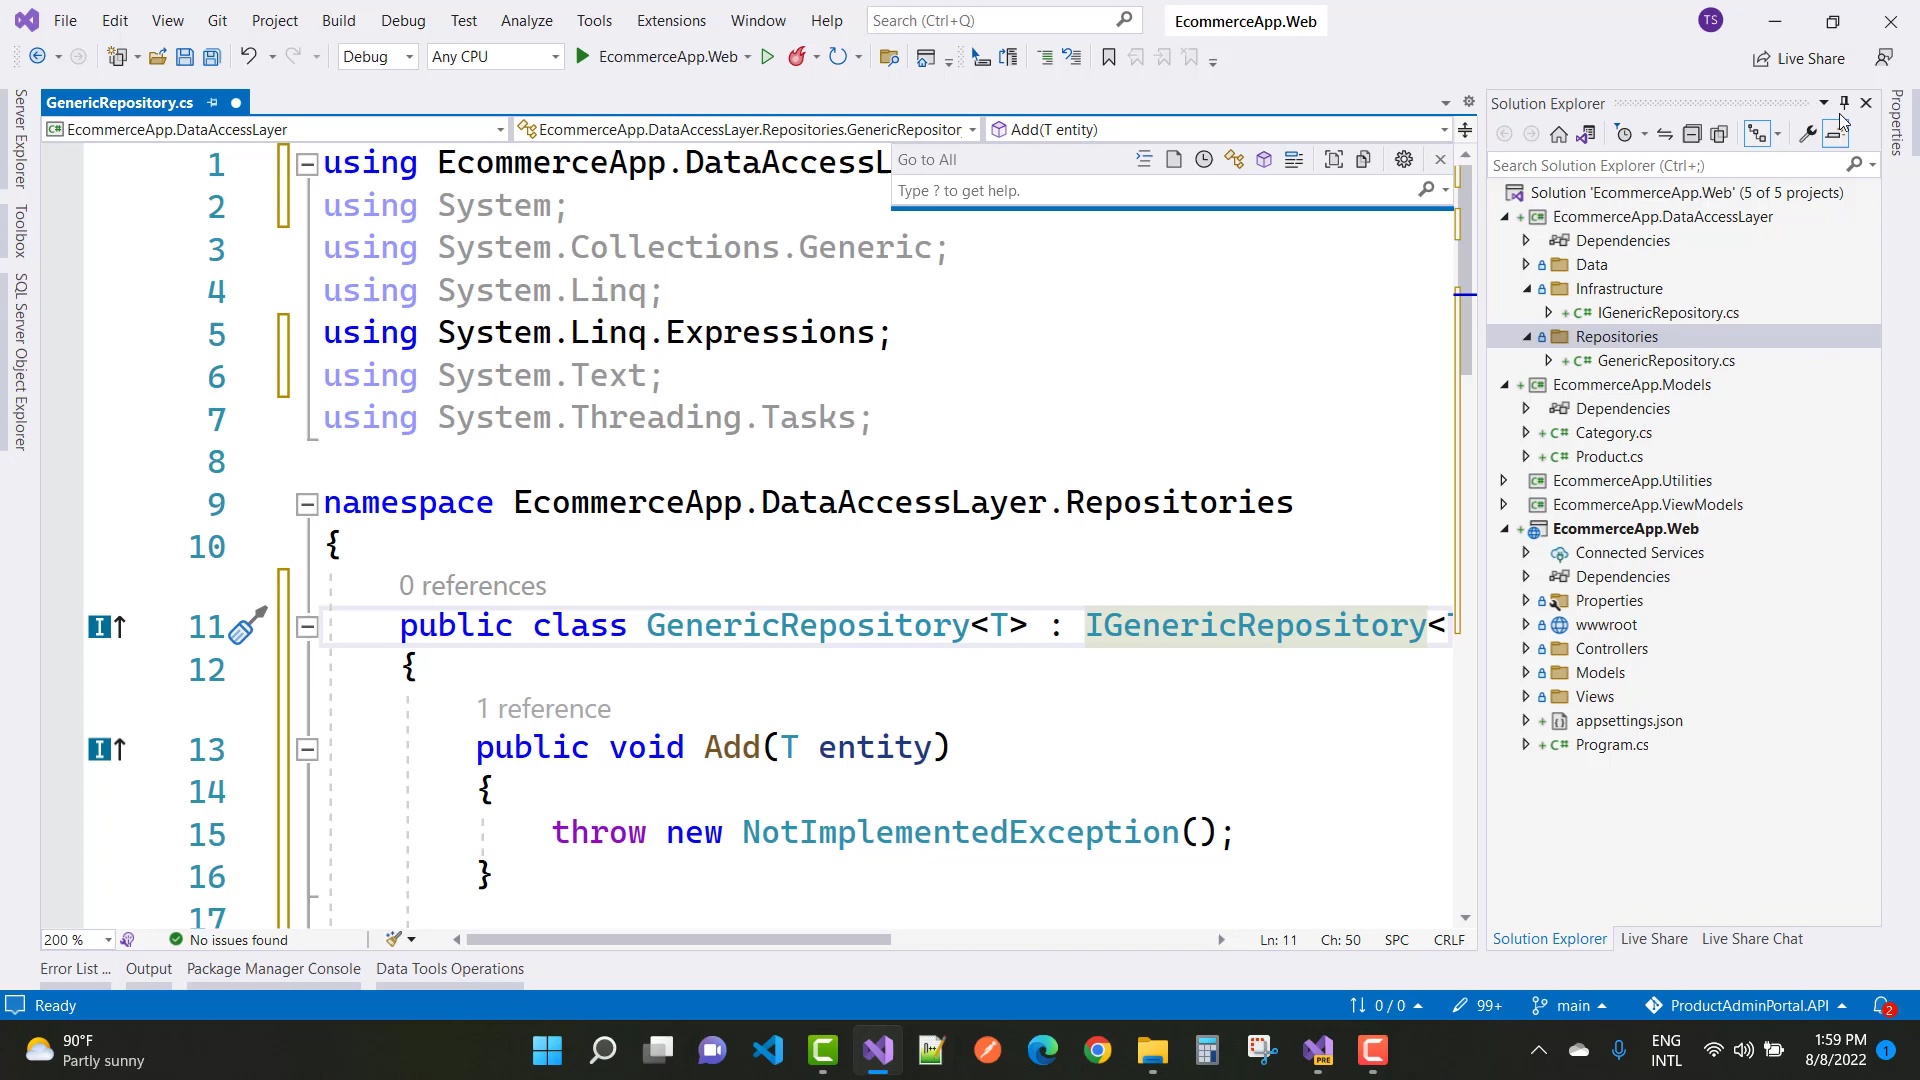 File Edit View Git Project Build Debug Test Analyze Tools Extensions Window Help Search (Ctrl+Q) EcommerceApp.Web TS
Debug Any CPU EcommerceApp.Web Live Share
GenericRepository.cs
EcommerceApp.DataAccessLayer EcommerceApp.DataAccessLayer.Repositories.GenericRepositor Add(T entity)
Go to All
Type ? to get help.
1 using EcommerceApp.DataAccessL
2 using System;
3 using System.Collections.Generic;
4 using System.Linq;
5 using System.Linq.Expressions;
6 using System.Text;
7 using System.Threading.Tasks;
8
9 namespace EcommerceApp.DataAccessLayer.Repositories
10 {
0 references
11 public class GenericRepository<T> : IGenericRepository<T
12 {
1 reference
13 public void Add(T entity)
14 {
15 throw new NotImplementedException();
16 }
17
200 % No issues found Ln: 11 Ch: 50 SPC CRLF
Server Explorer
Toolbox
SQL Server Object Explorer
Solution Explorer
Search Solution Explorer (Ctrl+;)
Solution 'EcommerceApp.Web' (5 of 5 projects)
EcommerceApp.DataAccessLayer
Dependencies
Data
Infrastructure
C# IGenericRepository.cs
Repositories
C# GenericRepository.cs
EcommerceApp.Models
Dependencies
C# Category.cs
C# Product.cs
EcommerceApp.Utilities
EcommerceApp.ViewModels
EcommerceApp.Web
Connected Services
Dependencies
Properties
wwwroot
Controllers
Models
Views
appsettings.json
C# Program.cs
Solution Explorer Live Share Live Share Chat
Properties
Error List ... Output Package Manager Console Data Tools Operations
Ready 0 / 0 99+ main ProductAdminPortal.API 2
90°F
Partly sunny
PRE
ENG
INTL
1:59 PM
8/8/2022
1